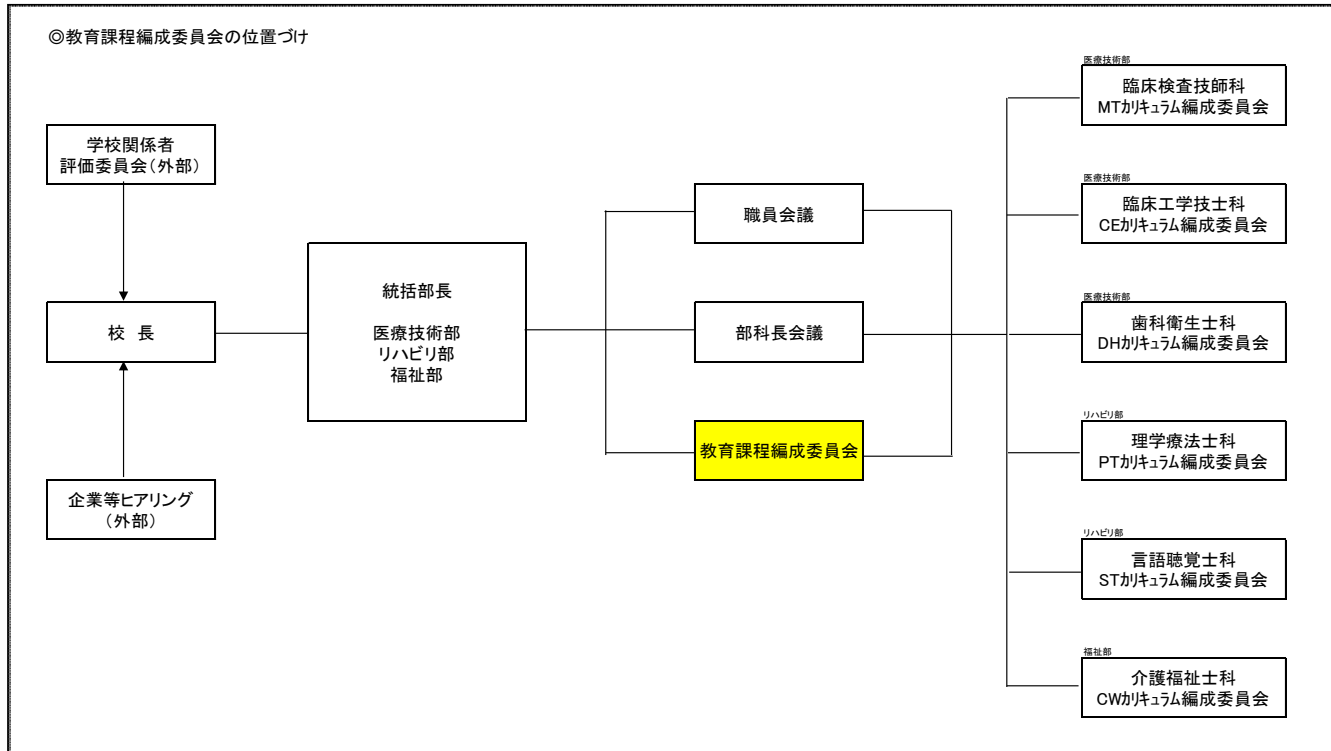 ◎教育課程編成委員会の位置づけ
学校関係者
評価委員会(外部)
校 長
企業等ヒアリング
(外部)
統括部長
医療技術部
リハビリ部
福祉部
職員会議
部科長会議
教育課程編成委員会
医療技術部
臨床検査技師科
MTカリキュラム編成委員会
医療技術部
臨床工学技士科
CEカリキュラム編成委員会
医療技術部
歯科衛生士科
DHカリキュラム編成委員会
リハビリ部
理学療法士科
PTカリキュラム編成委員会
リハビリ部
言語聴覚士科
STカリキュラム編成委員会
福祉部
介護福祉士科
CWカリキュラム編成委員会